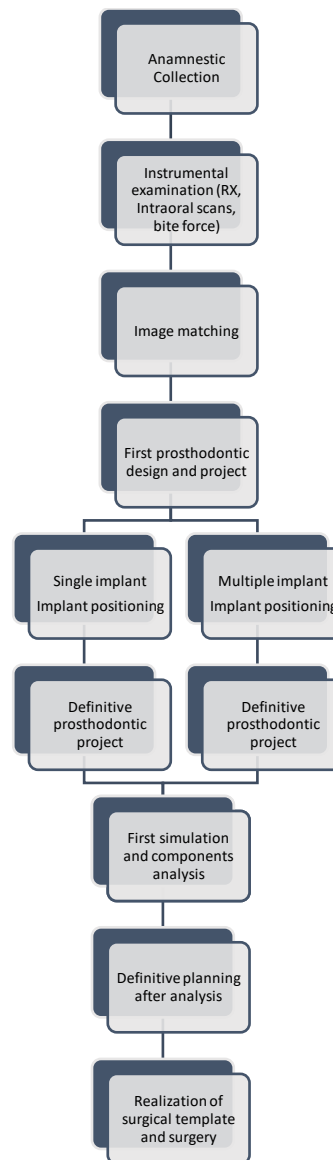 Anamnestic
Collection
Instrumental
examination (RX,
Intraoral scans,
bite force)
Image matching
First prosthodontic
design and project
Single implant
Implant positioning
Multiple implant
Implant positioning
Definitive
prosthodontic
project
Definitive
prosthodontic
project
First simulation
and components
analysis
Definitive planning
after analysis
Realization of
surgical template
and surgery